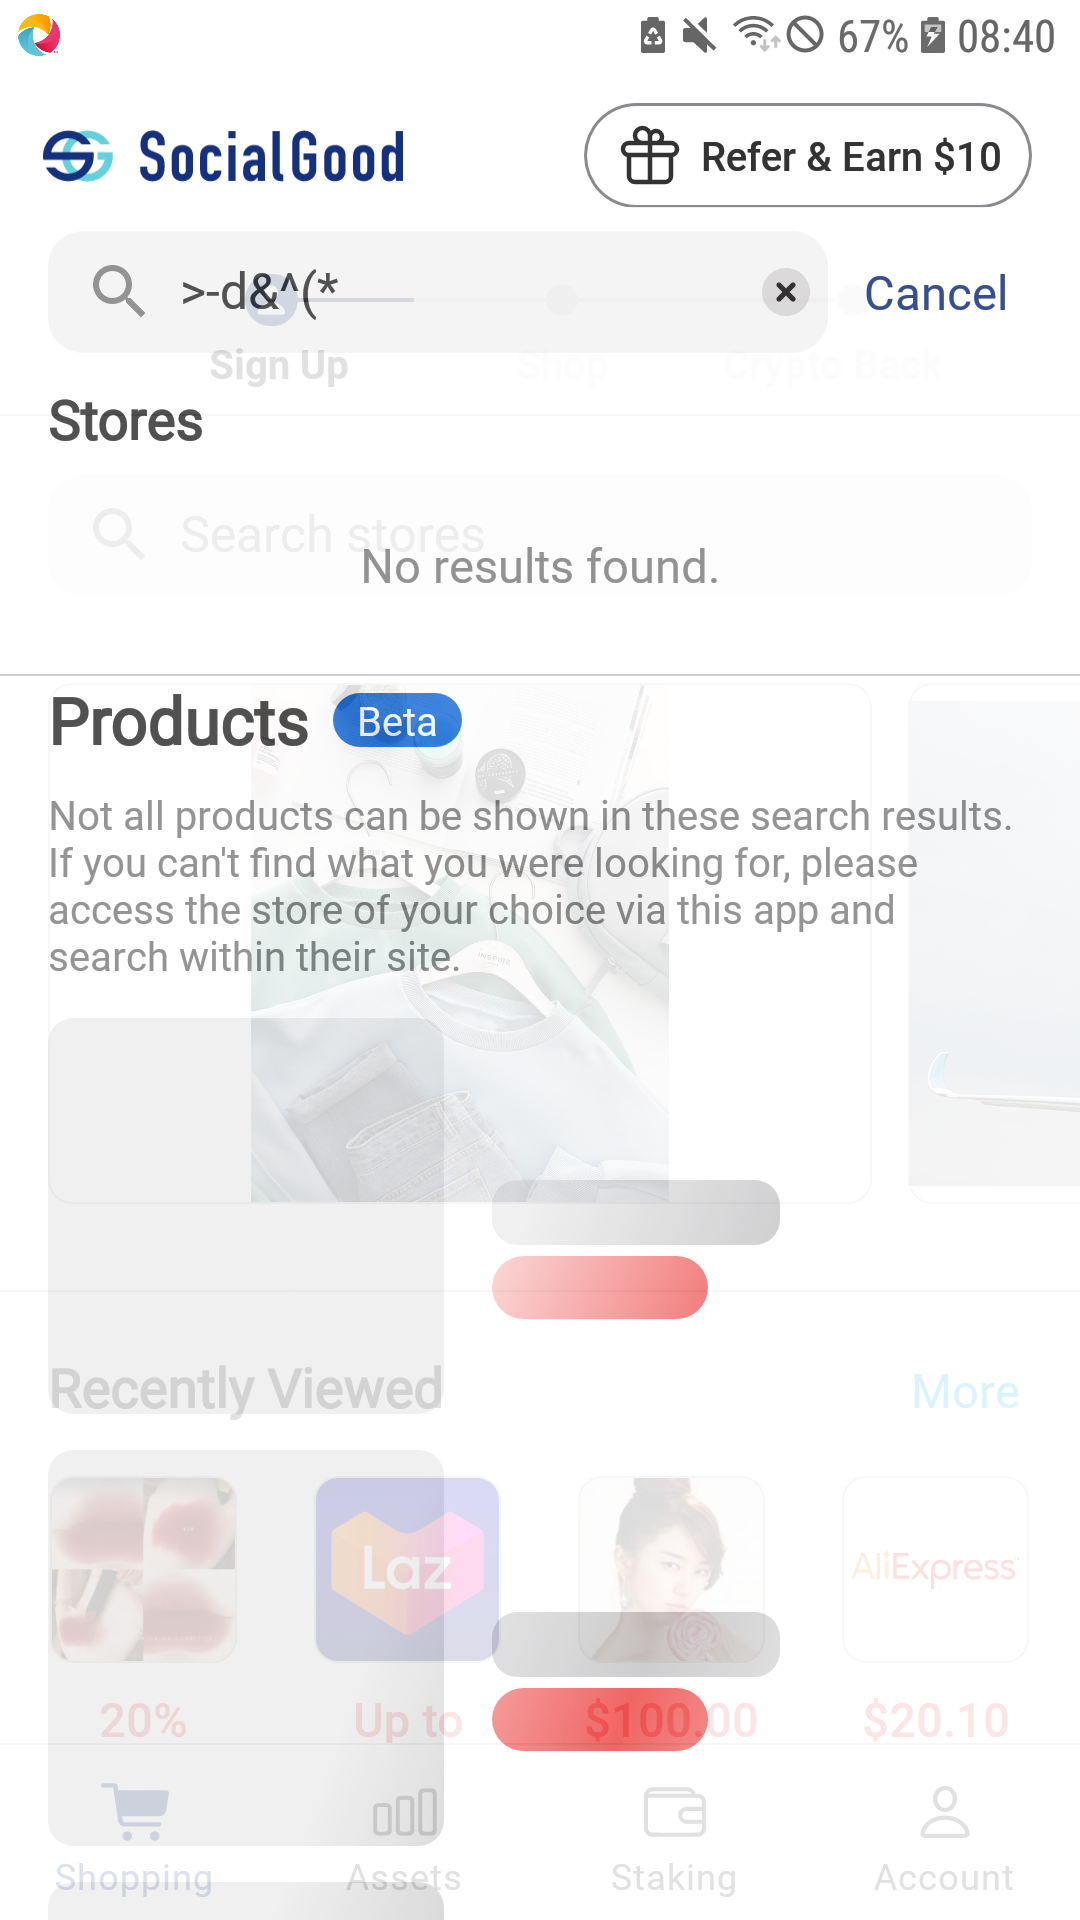 67% 08:40
SocialGood
Refer & Earn $10
>-d&^(*
Cancel
Sign Up
Shop
Crypto Back
Stores
Search stores
No results found.
Products
Beta
Not all products can be shown in these search results.
If you can't find what you were looking for, please
access the store of your choice via this app and
search within their site.
INSPIRE
Recently Viewed
More
Laz
AliExpress
20%
Up to
$100.00
$20.10
Shopping
Assets
Staking
Account